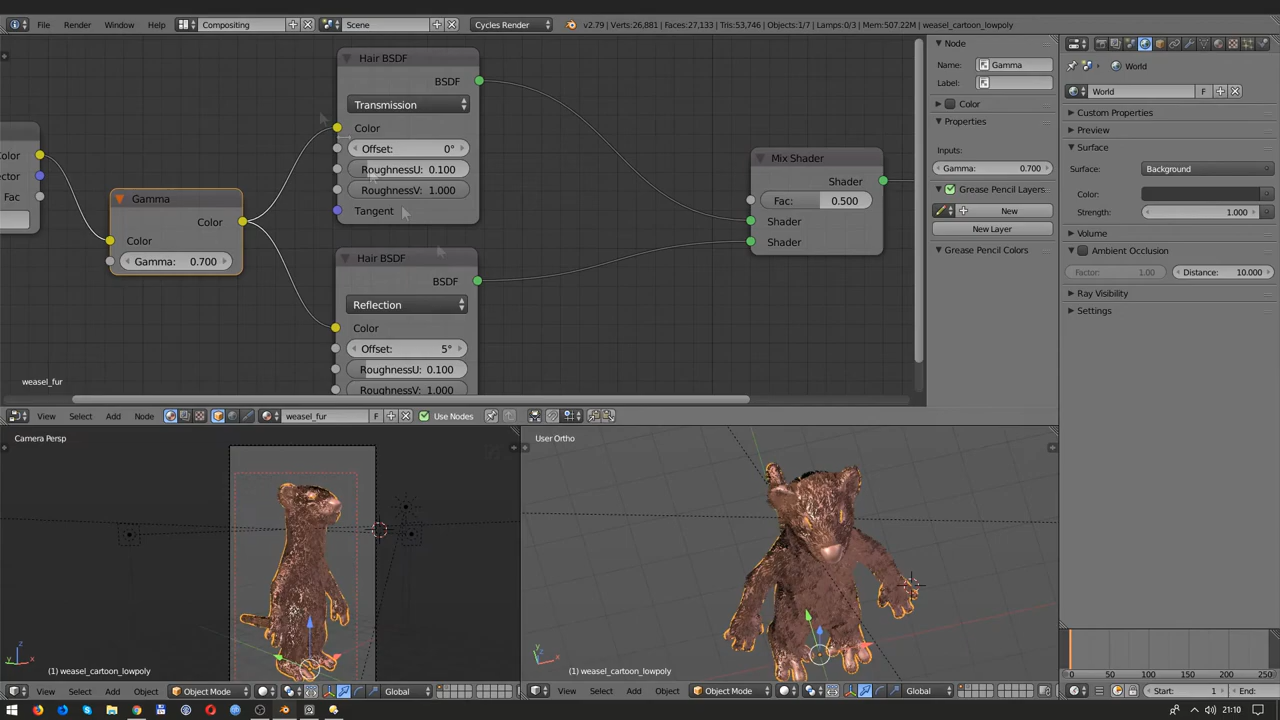 File Render Window Help Compositing Scene Cycles Render v2.79 | Verts:26,881 | Faces:27,133 | Tris:53,746 | Objects:1/7 | Lamps:0/3 | Mem:507.22M | weasel_cartoon_lowpoly
Color
Fac
Gamma
Color
Color
Gamma: 0.700
Hair BSDF
BSDF
Transmission
Color
Offset: 0°
RoughnessU: 0.100
RoughnessV: 1.000
Tangent
Hair BSDF
BSDF
Reflection
Color
Offset: 5°
RoughnessU: 0.100
RoughnessV: 1.000
Mix Shader
Shader
Fac: 0.500
Shader
Shader
weasel_fur
Node
Name: Gamma
Label:
Color
Properties
Inputs:
Gamma: 0.700
Grease Pencil Layers
New
New Layer
Grease Pencil Colors
World
World F
Custom Properties
Preview
Surface
Surface: Background
Color:
Strength: 1.000
Volume
Ambient Occlusion
Factor: 1.00 Distance: 10.000
Ray Visibility
Settings
View Select Add Node weasel_fur F Use Nodes
Camera Persp
(1) weasel_cartoon_lowpoly
View Select Add Object Object Mode Global
User Ortho
(1) weasel_cartoon_lowpoly
View Select Add Object Object Mode Global
0 50 100 150 200 250
Start: 1 End:
21:10